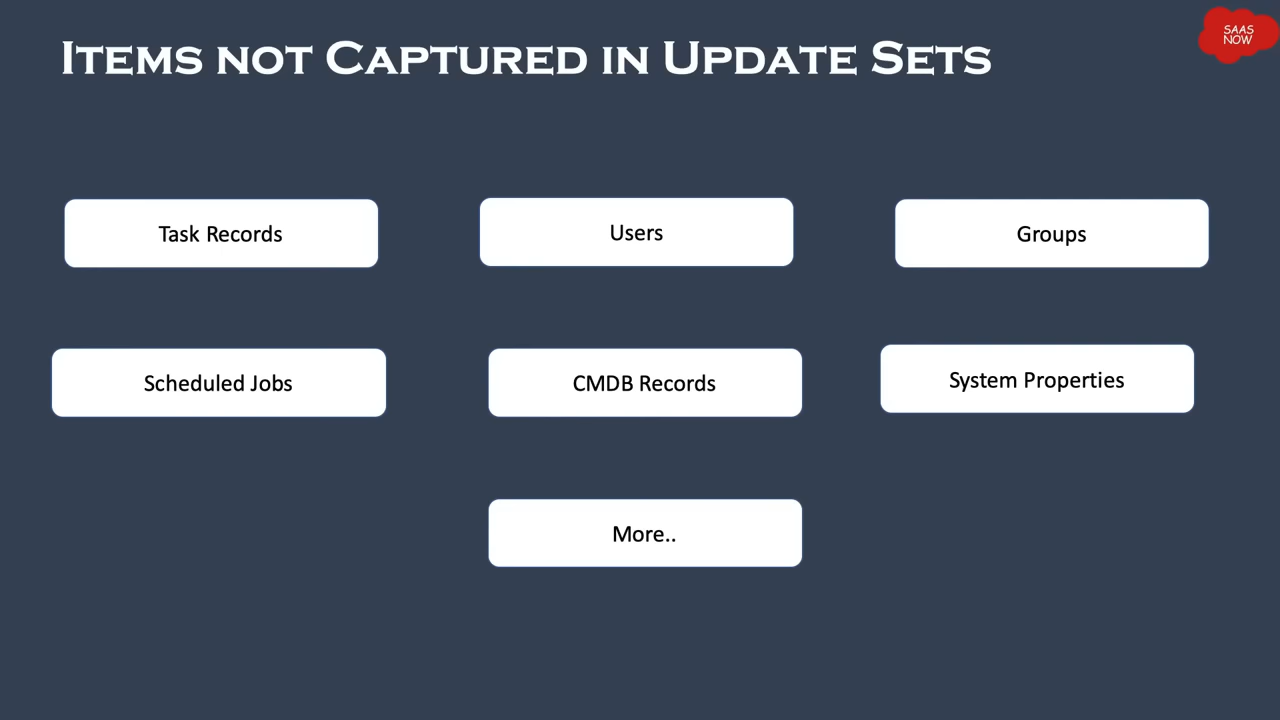 ITEMS NOT CAPTURED IN UPDATE SETS
SAAS
NOW
Task Records
Users
Groups
Scheduled Jobs
CMDB Records
System Properties
More..